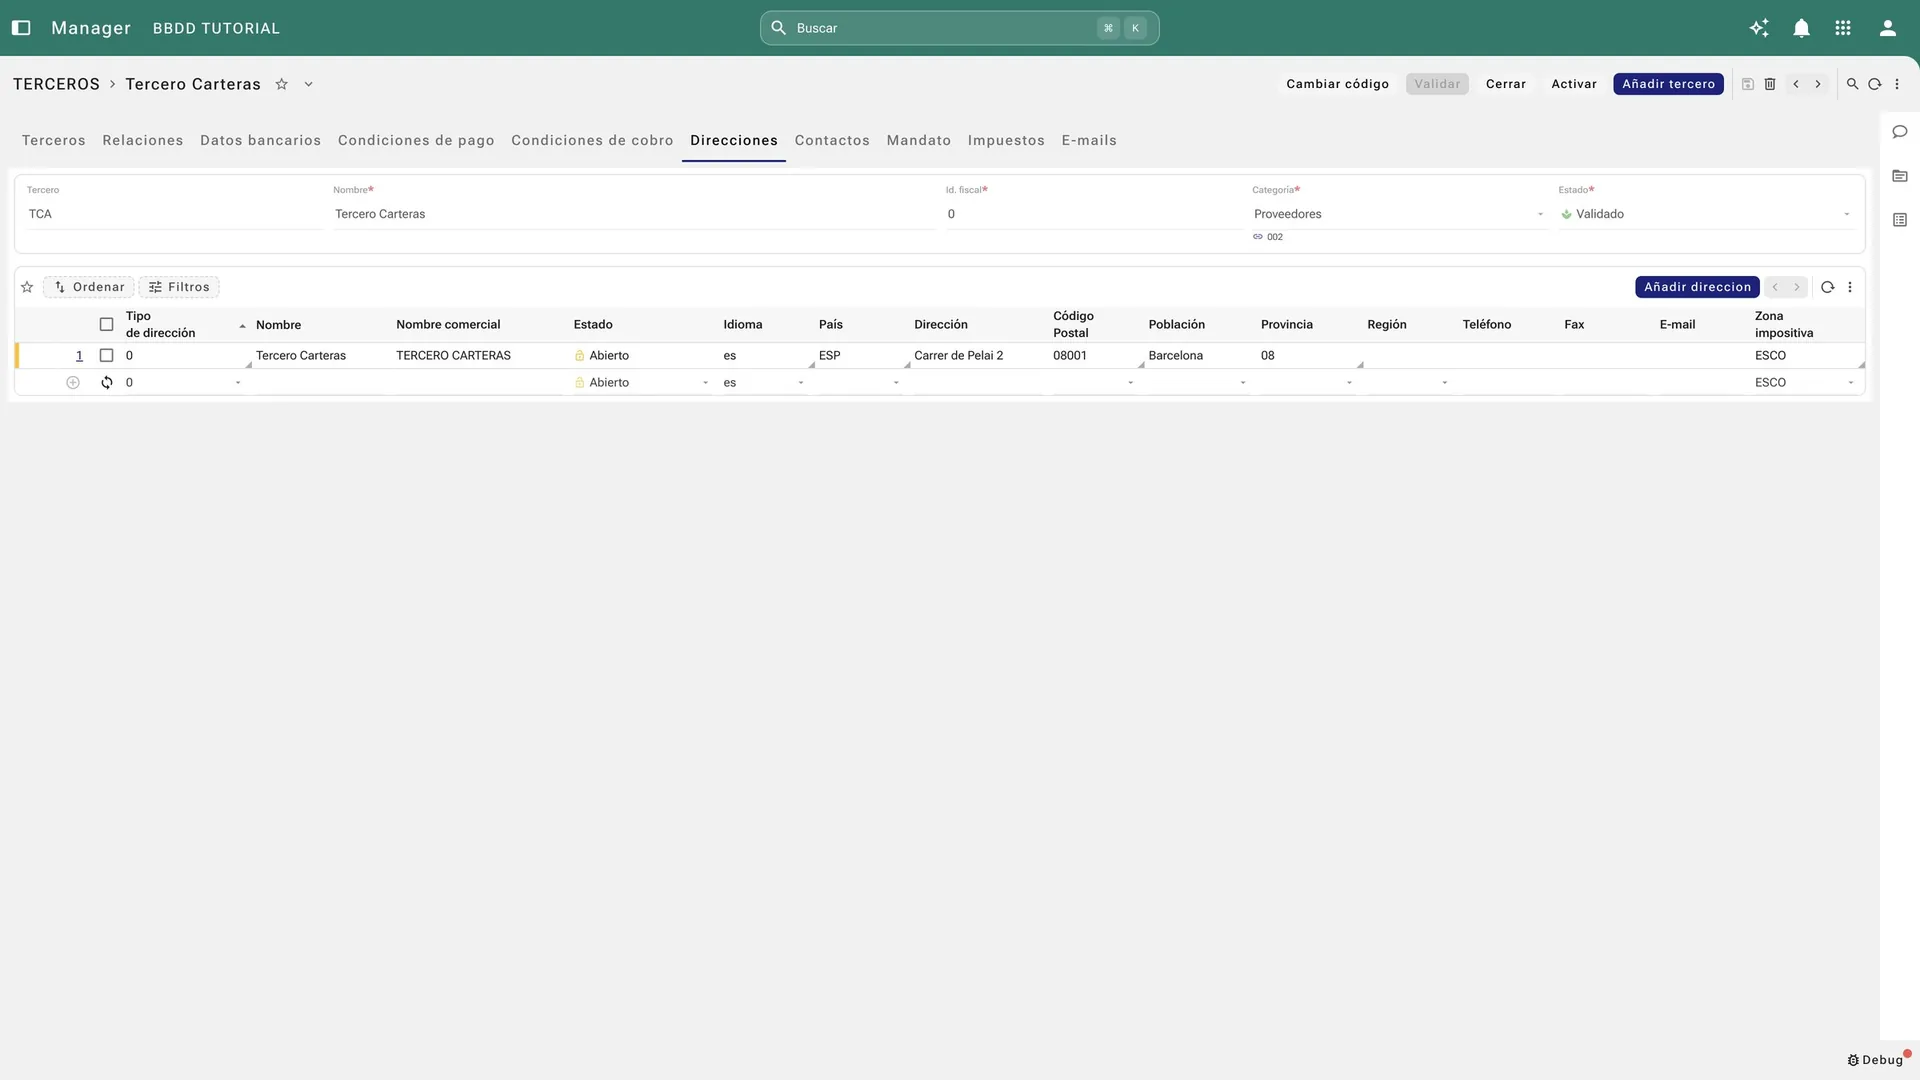 Manager BBDD TUTORIAL Buscar ⌘ K
TERCEROS > Tercero Carteras Cambiar código Validar Cerrar Activar Añadir tercero
Terceros Relaciones Datos bancarios Condiciones de pago Condiciones de cobro Direcciones Contactos Mandato Impuestos E-mails
Tercero Nombre* Id. fiscal* Categoría* Estado*
TCA Tercero Carteras 0 Proveedores Validado
002
Ordenar Filtros Añadir direccion
Tipo de dirección Nombre Nombre comercial Estado Idioma País Dirección Código Postal Población Provincia Región Teléfono Fax E-mail Zona impositiva
1 0 Tercero Carteras TERCERO CARTERAS Abierto es ESP Carrer de Pelai 2 08001 Barcelona 08 ESCO
0 Abierto es ESCO
Debug